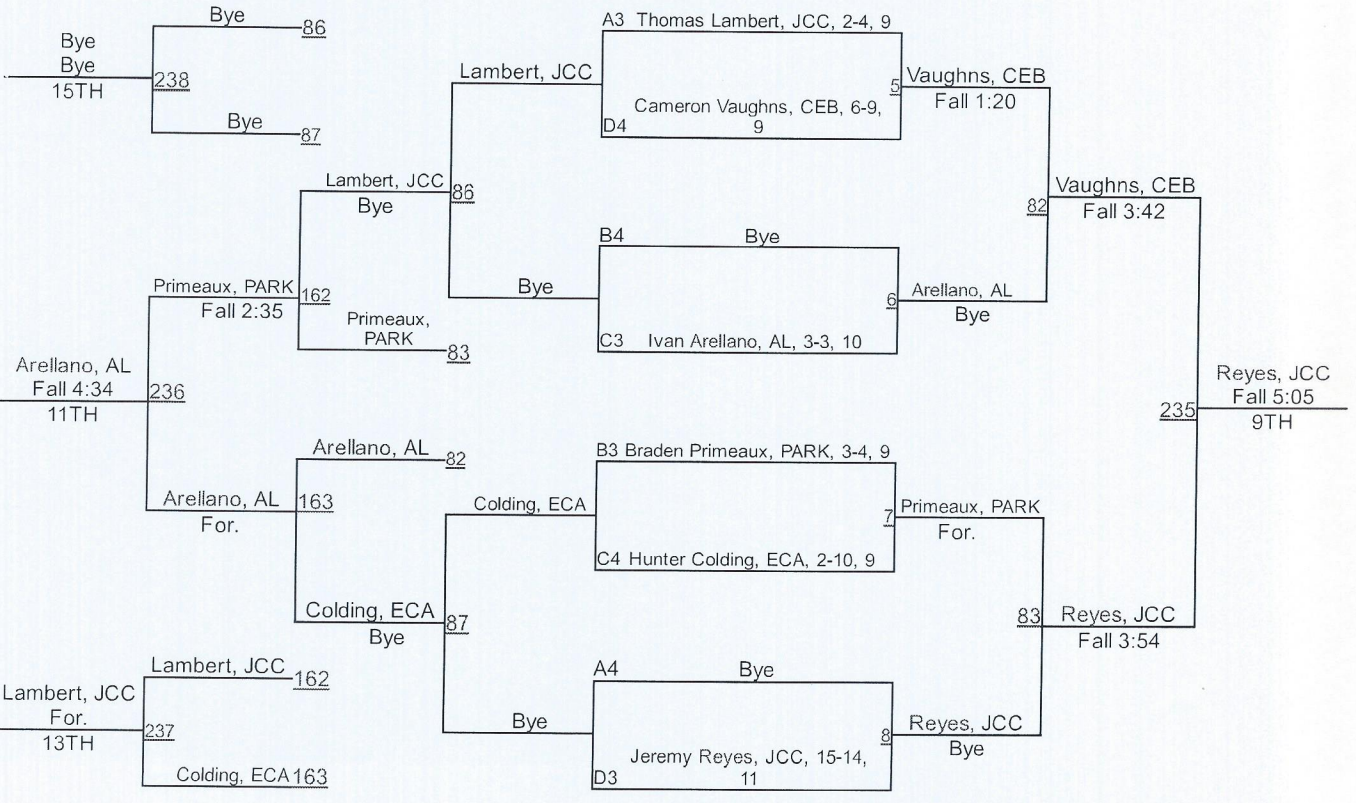 Bye
86
Bye
Bye
15TH
238
Bye
87
A3 Thomas Lambert, JCC, 2-4, 9
Lambert, JCC
5
Vaughns, CEB
Fall 1:20
Cameron Vaughns, CEB, 6-9,
9
D4
Lambert, JCC
Bye
86
82
Vaughns, CEB
Fall 3:42
B4 Bye
Primeaux, PARK
Fall 2:35
162
Bye
6
Arellano, AL
Bye
Primeaux,
PARK
83
C3 Ivan Arellano, AL, 3-3, 10
Arellano, AL
Fall 4:34
11TH
236
235
Reyes, JCC
Fall 5:05
9TH
Arellano, AL
82
B3 Braden Primeaux, PARK, 3-4, 9
Arellano, AL
For.
163
Colding, ECA
7
Primeaux, PARK
For.
C4 Hunter Colding, ECA, 2-10, 9
Colding, ECA
Bye
87
83
Reyes, JCC
Fall 3:54
Lambert, JCC
162
A4 Bye
Lambert, JCC
For.
13TH
237
Bye
8
Reyes, JCC
Bye
Colding, ECA 163
Jeremy Reyes, JCC, 15-14,
11
D3